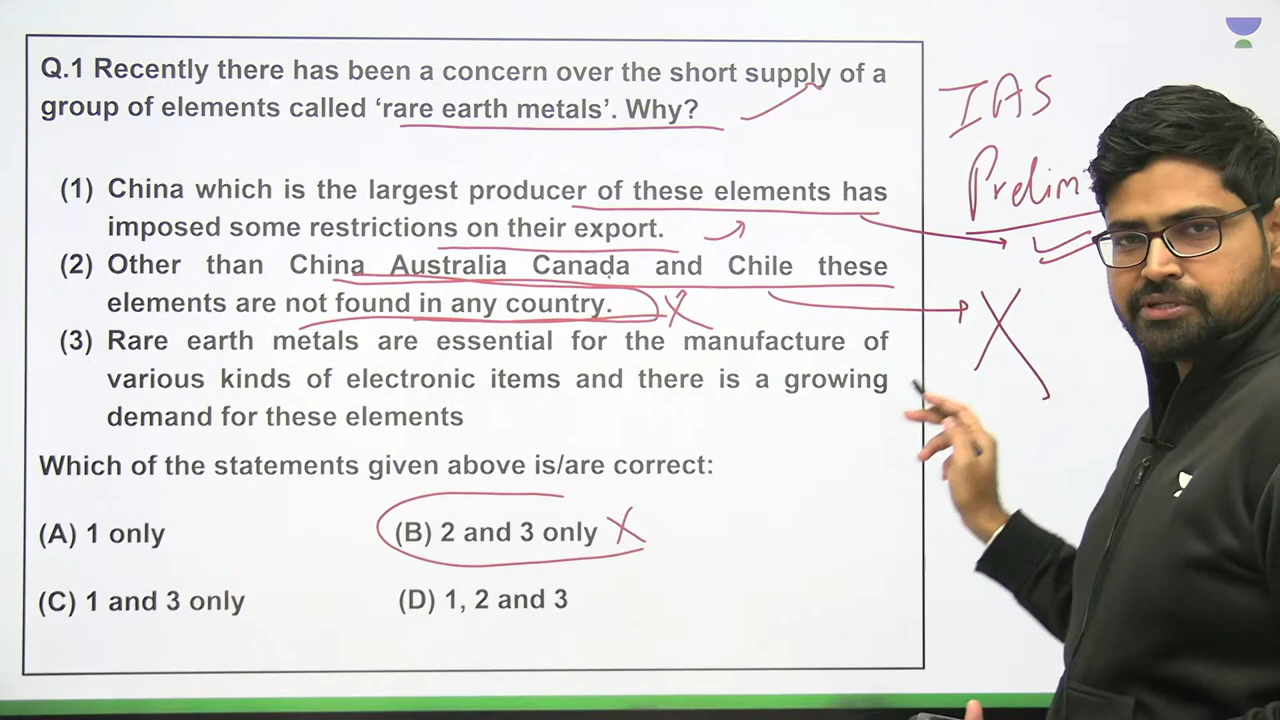 Q.1 Recently there has been a concern over the short supply of a
group of elements called ‘rare earth metals’. Why?
(1) China which is the largest producer of these elements has
imposed some restrictions on their export.
(2) Other than China Australia Canada and Chile these
elements are not found in any country.
(3) Rare earth metals are essential for the manufacture of
various kinds of electronic items and there is a growing
demand for these elements
Which of the statements given above is/are correct:
(A) 1 only
(B) 2 and 3 only X
(C) 1 and 3 only
(D) 1, 2 and 3
IAS
Prelim